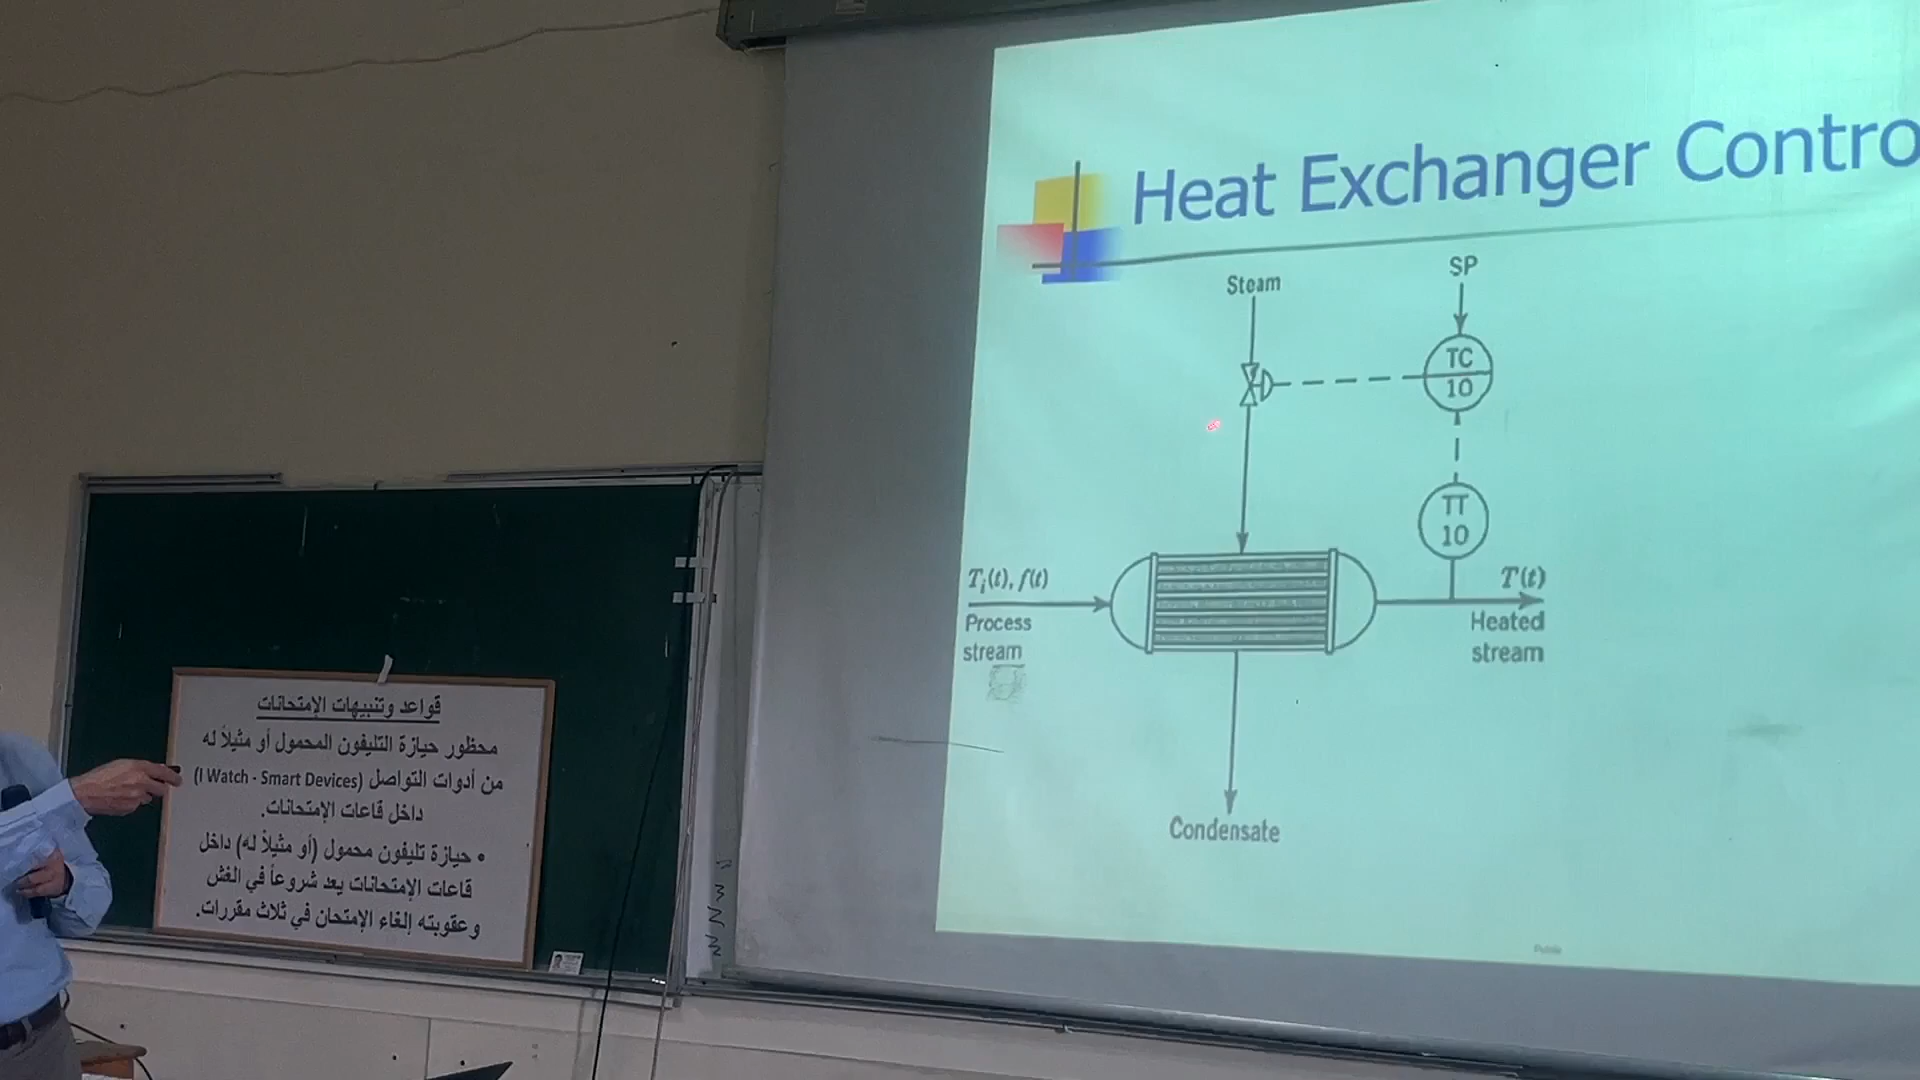 Heat Exchanger Contro
SP
Steam
TC
10
TT
10
Tᵢ(t), f(t)
T(t)
Process
stream
Heated
stream
Condensate
قواعد وتنبيهات الإمتحانات
محظور حيازة التليفون المحمول أو مثيلاً له
من أدوات التواصل (I Watch - Smart Devices)
داخل قاعات الإمتحانات.
• حيازة تليفون محمول (أو مثيلاً له) داخل
قاعات الإمتحانات يعد شروعاً في الغش
وعقوبته إلغاء الإمتحان في ثلاث مقررات.